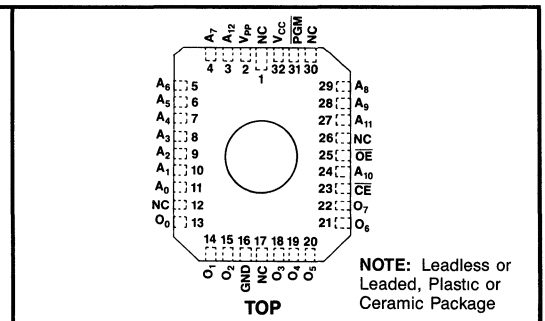 A7 A12 VPP NC VCC PGM NC
4 3 2 1 32 31 30
A6 5 29 A8
A5 6 28 A9
A4 7 27 A11
A3 8 26 NC
A2 9 25 OE
A1 10 24 A10
A0 11 23 CE
NC 12 22 O7
O0 13 21 O6
14 15 16 17 18 19 20
O1 O2 GND NC O3 O4 O5
TOP
NOTE: Leadless or
Leaded, Plastic or
Ceramic Package